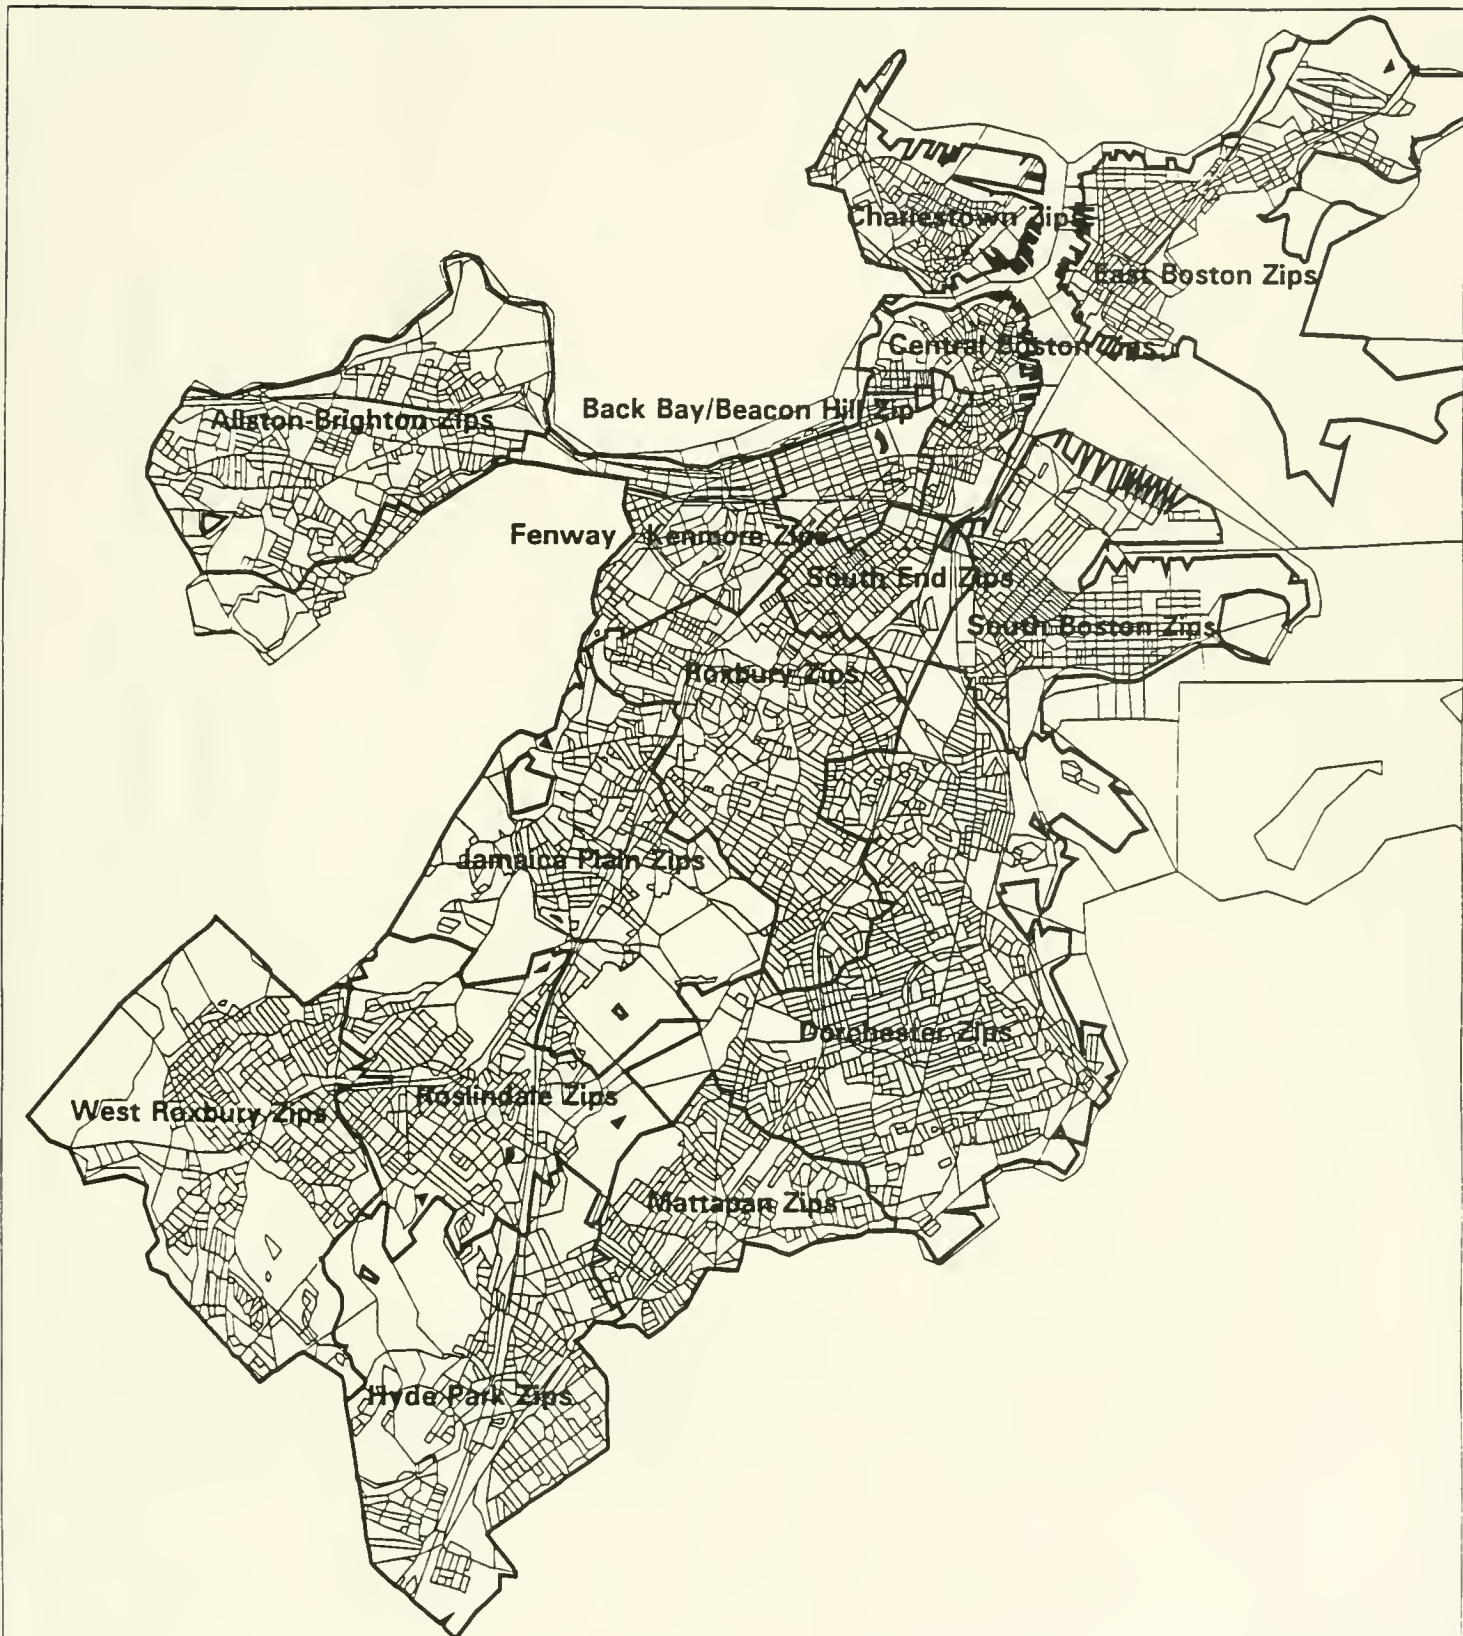 Charlestown Zips
East Boston Zips
Central Boston Zips
Back Bay/Beacon Hill Zip
Allston-Brighton Zips
Fenway Kenmore Zips
South End Zips
South Boston Zips
Roxbury Zips
Jamaica Plain Zips
Dorchester Zips
Roslindale Zips
West Roxbury Zips
Mattapan Zips
Hyde Park Zips